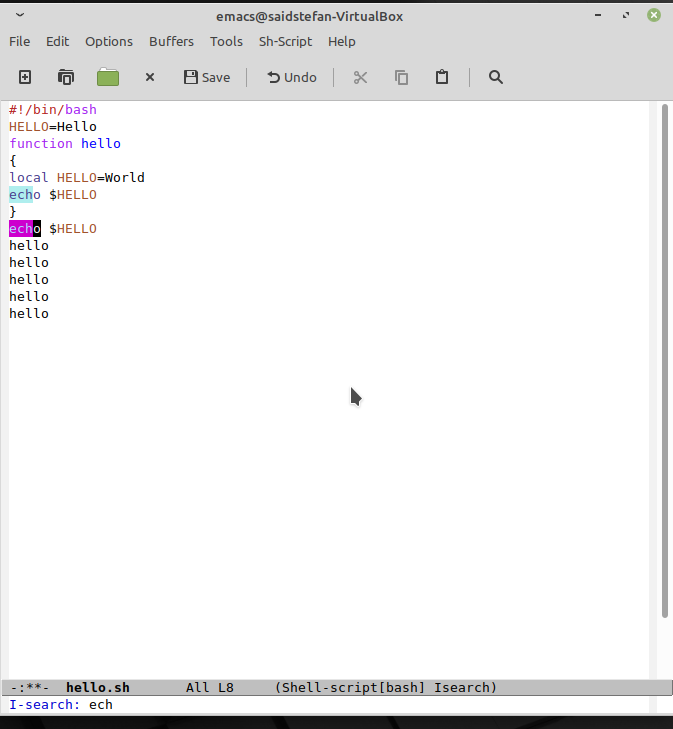 emacs@saidstefan-VirtualBox
File Edit Options Buffers Tools Sh-Script Help
Save Undo
#!/bin/bash
HELLO=Hello
function hello
{
local HELLO=World
echo $HELLO
}
echo $HELLO
hello
hello
hello
hello
hello
-:**- hello.sh All L8 (Shell-script[bash] Isearch)
I-search: ech